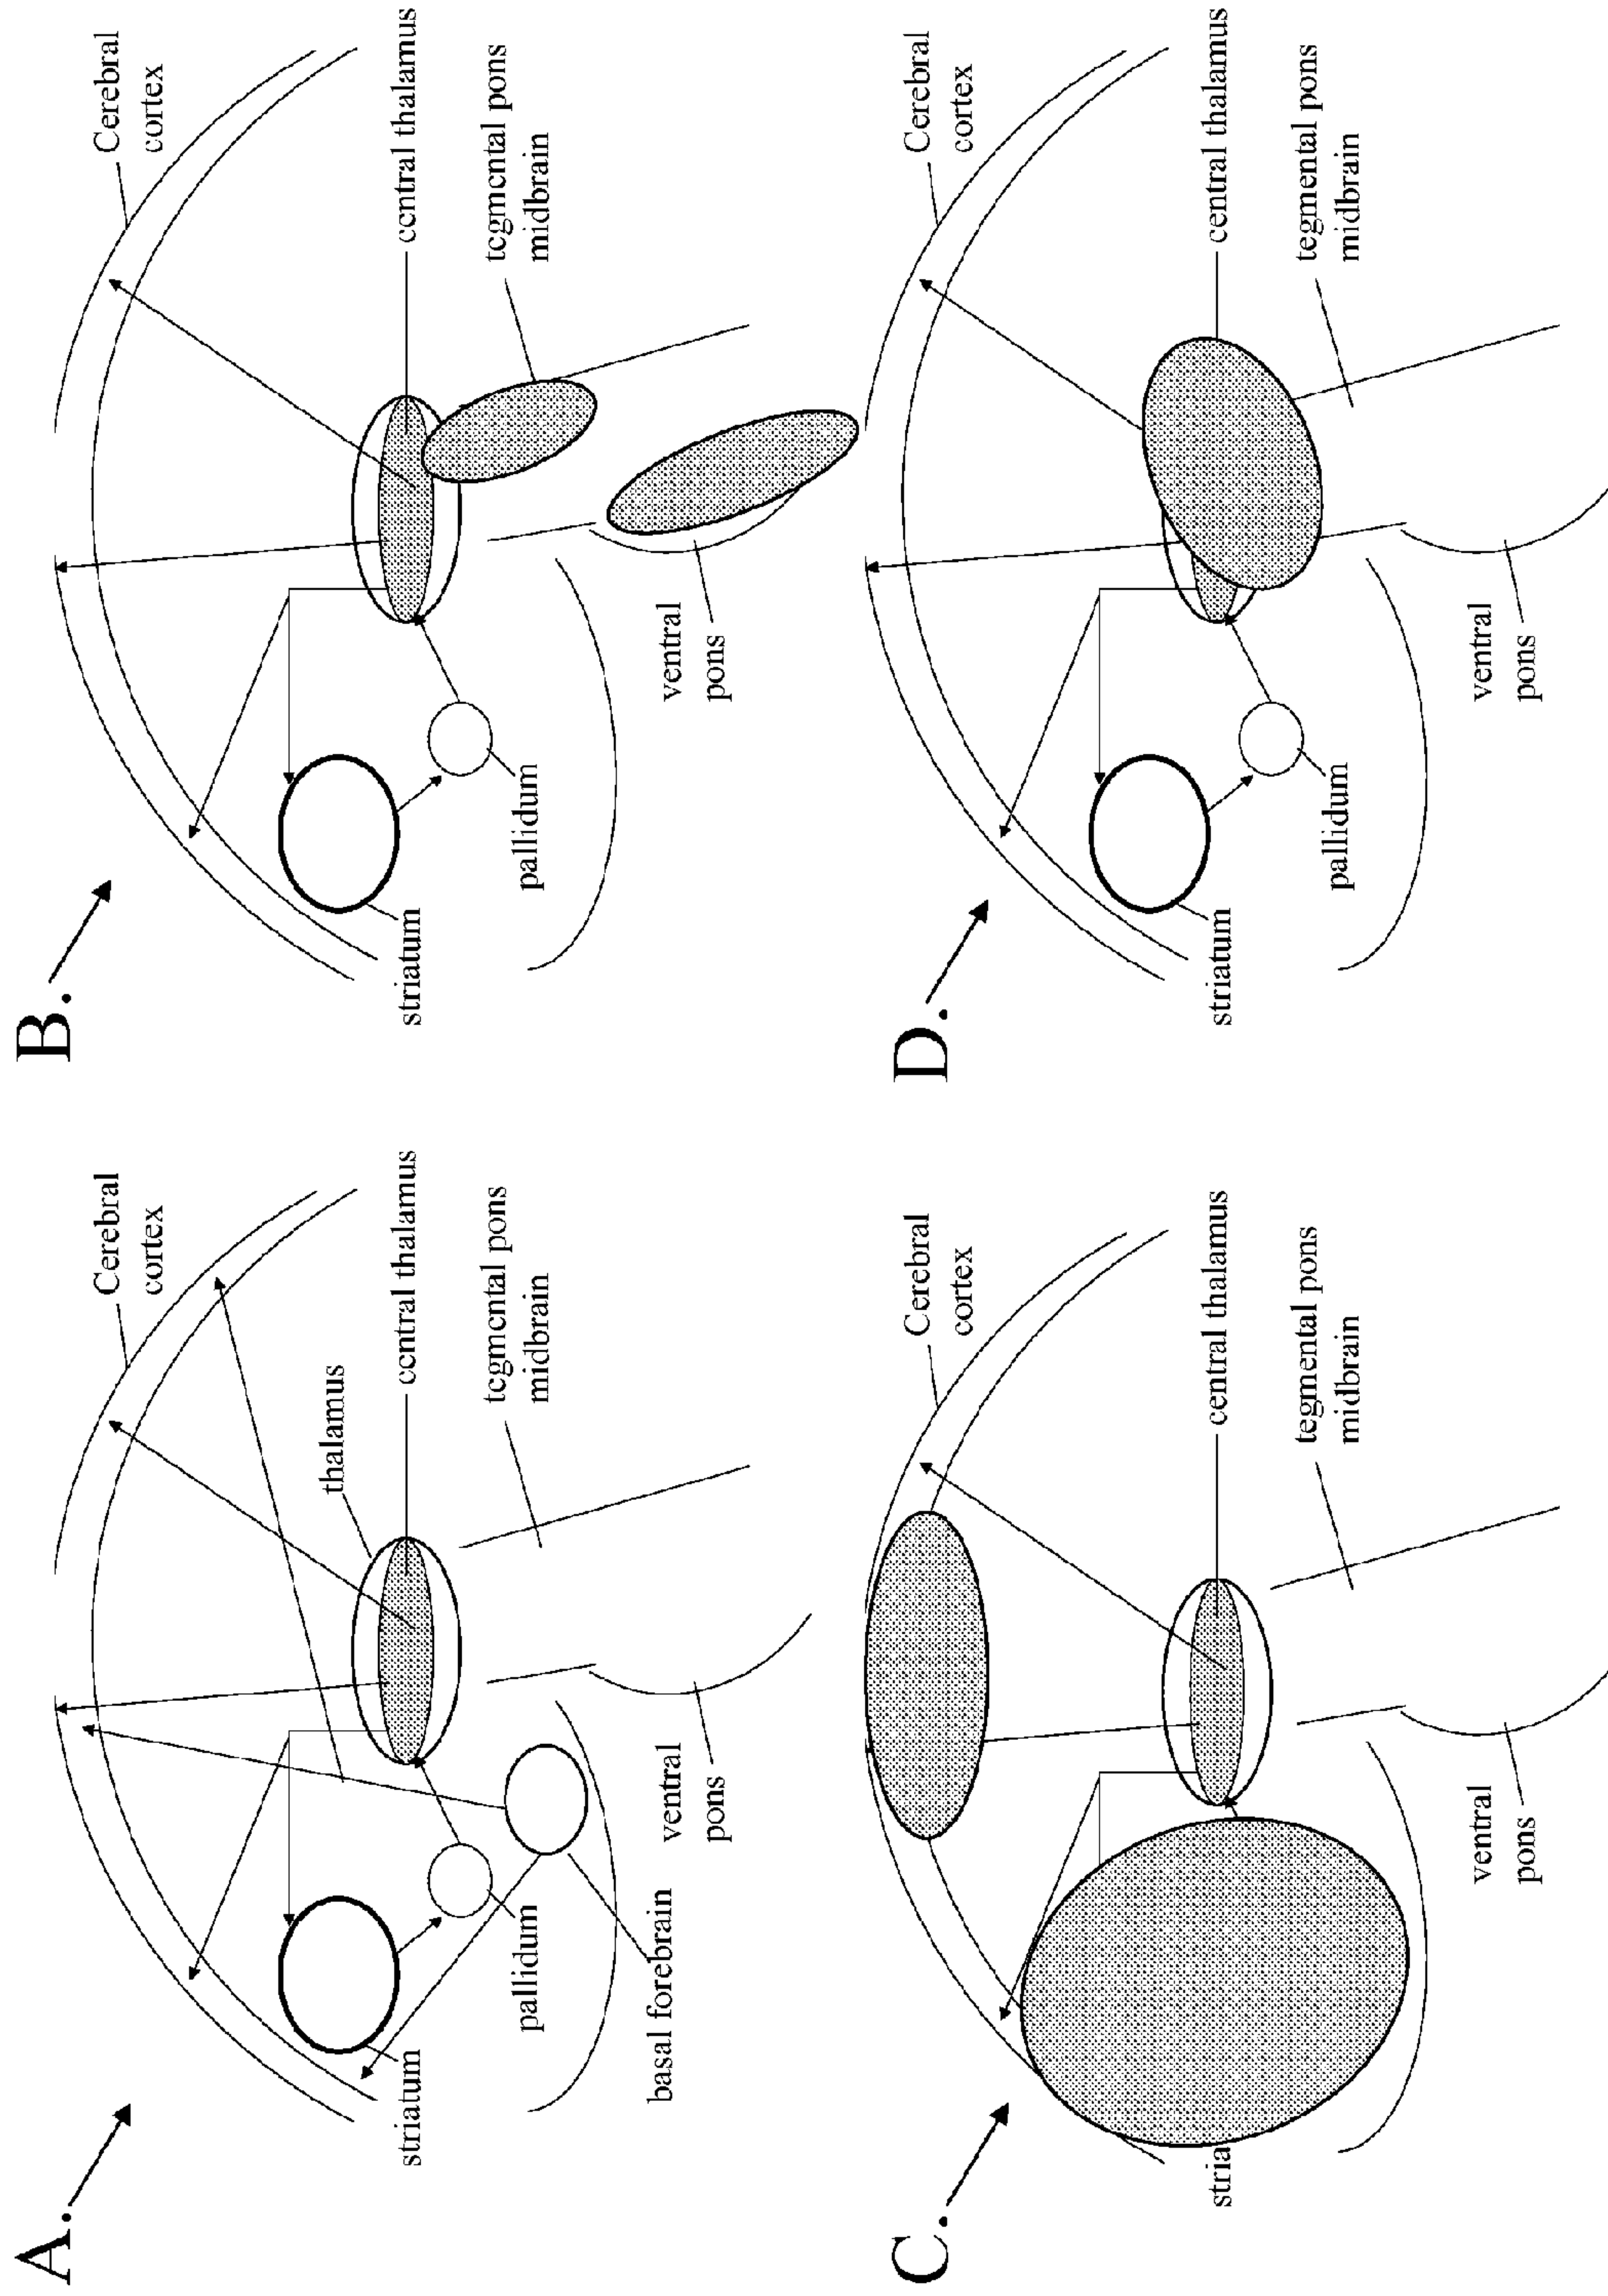 A.
Cerebral
cortex
thalamus
central thalamus
tegmental pons
midbrain
striatum
pallidum
basal forebrain
ventral
pons
B.
Cerebral
cortex
central thalamus
tegmental pons
midbrain
striatum
pallidum
ventral
pons
C.
Cerebral
cortex
central thalamus
tegmental pons
midbrain
stria
ventral
pons
D.
Cerebral
cortex
central thalamus
tegmental pons
midbrain
striatum
pallidum
ventral
pons